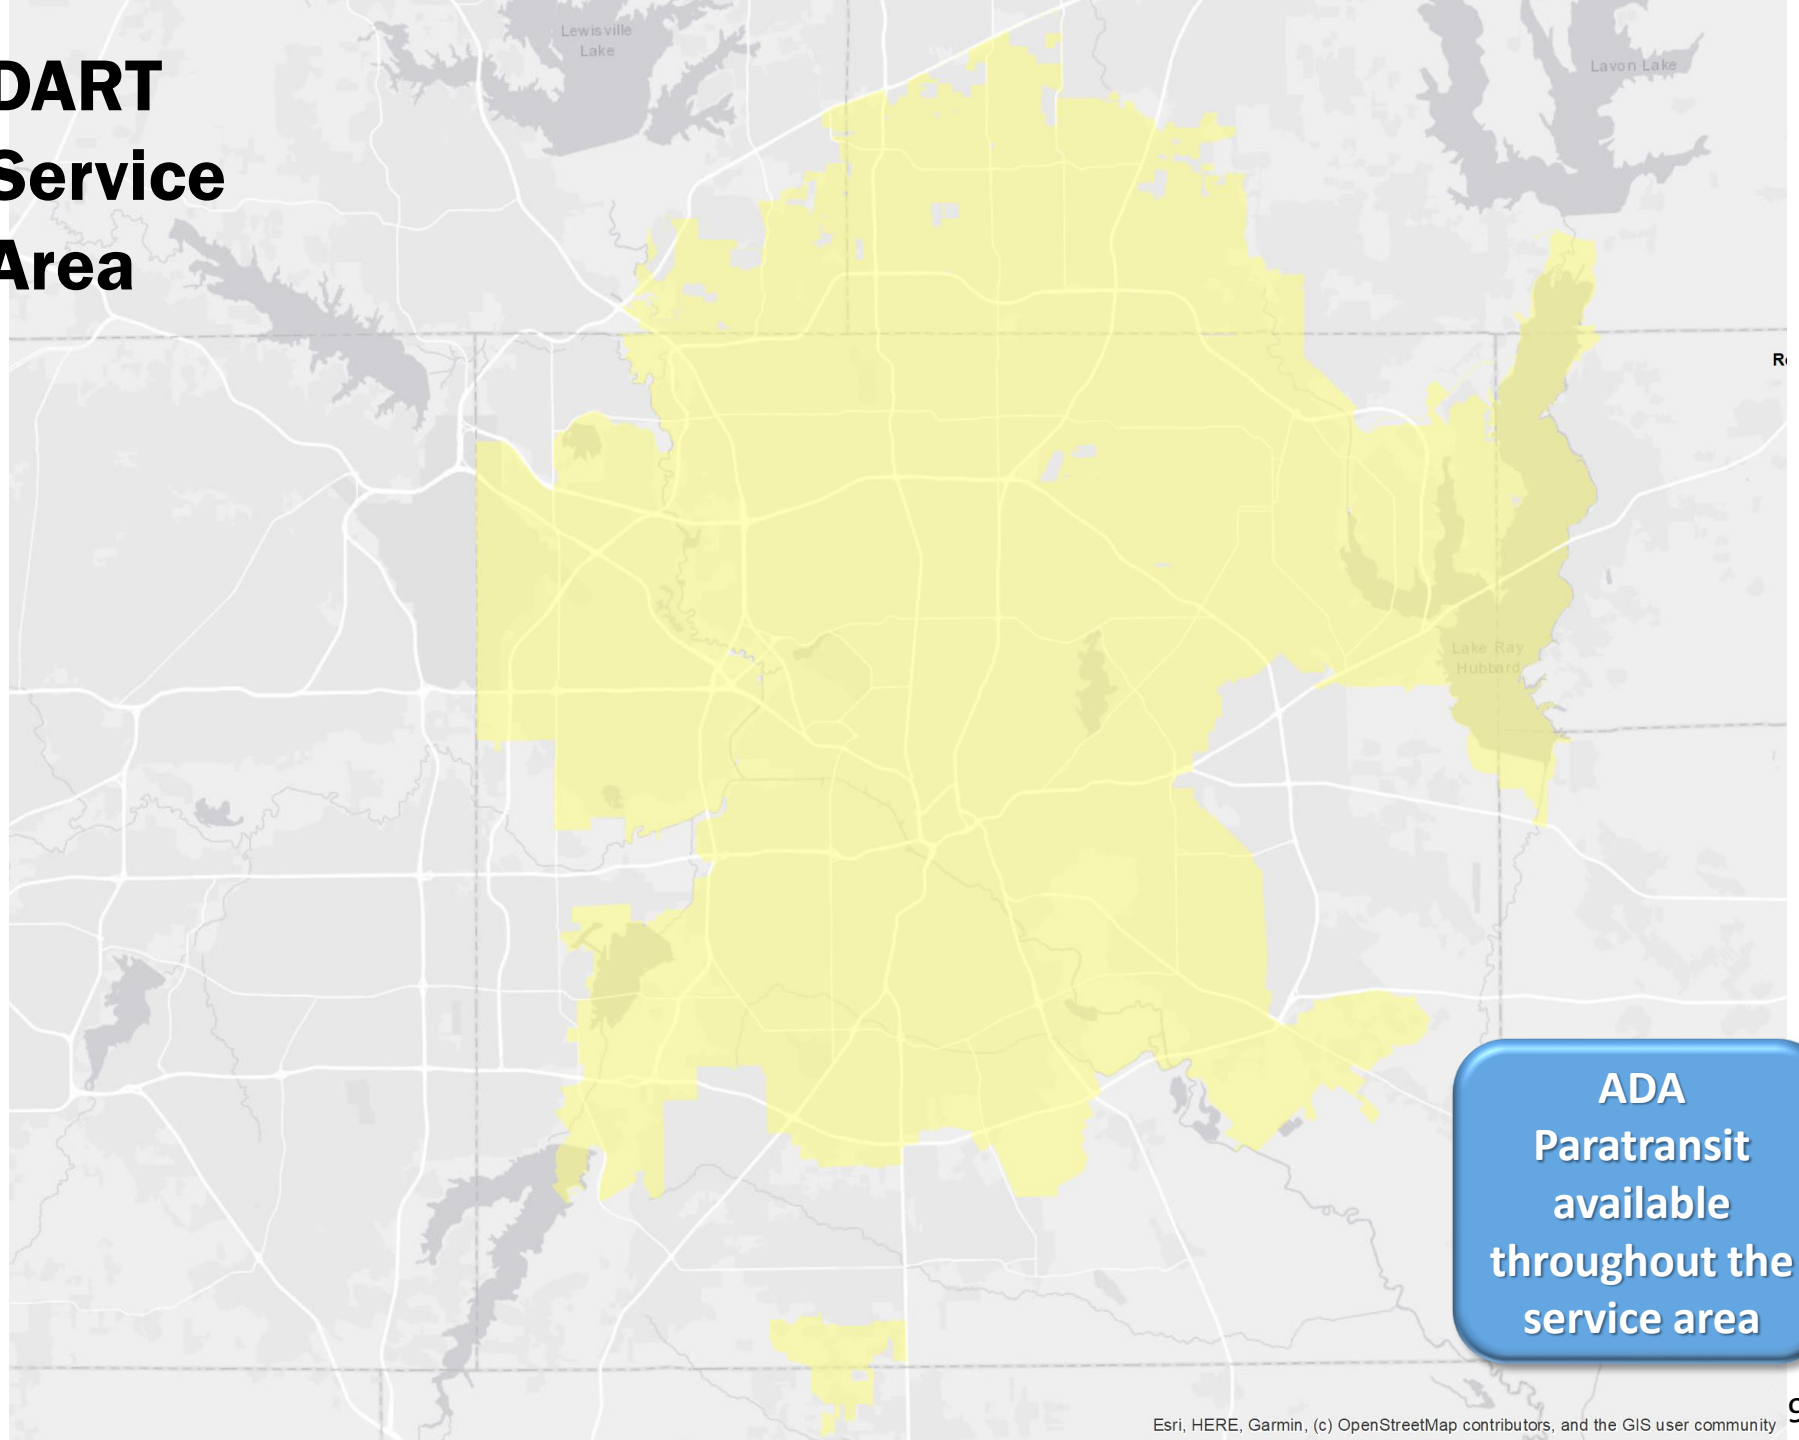 DART
Service
Area
Lewisville
Lake
Lavon Lake
Lake Ray
Hubbard
ADA
Paratransit
available
throughout the
service area
Esri, HERE, Garmin, (c) OpenStreetMap contributors, and the GIS user community